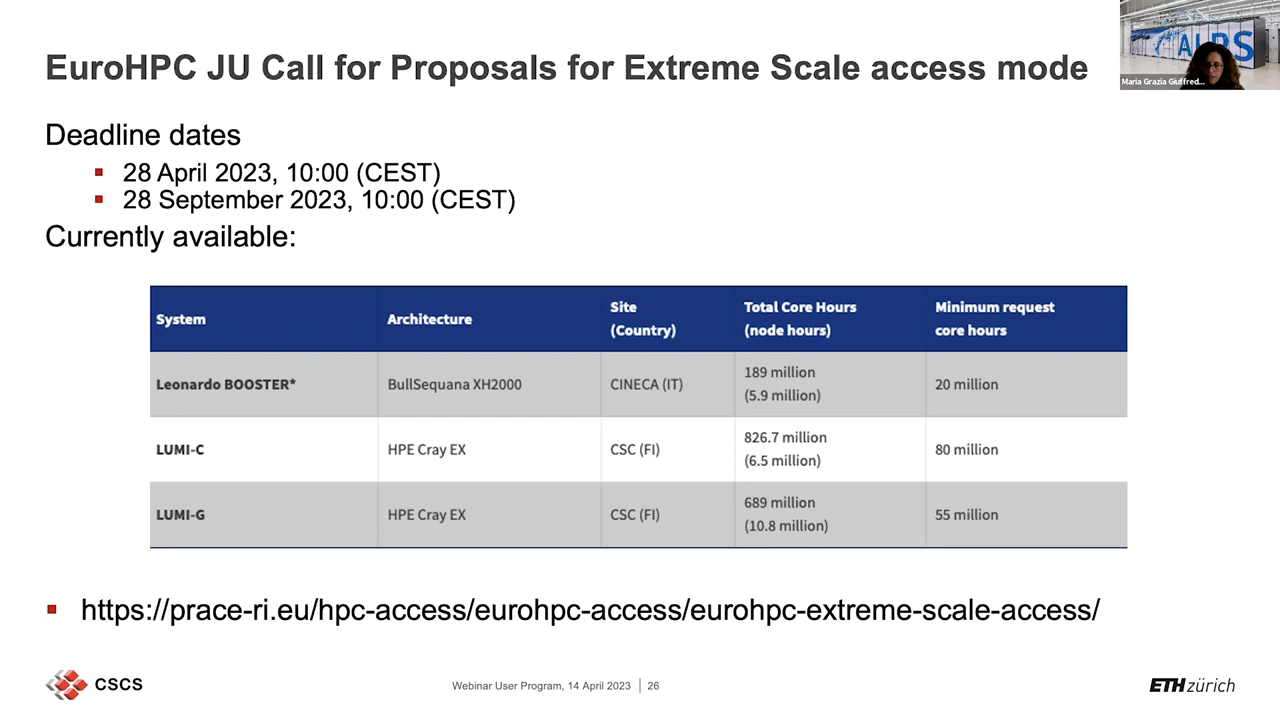 EuroHPC JU Call for Proposals for Extreme Scale access mode
ALPS
Maria Grazia Giuffred...
Deadline dates
28 April 2023, 10:00 (CEST)
28 September 2023, 10:00 (CEST)
Currently available:
System
Architecture
Site
(Country)
Total Core Hours
(node hours)
Minimum request
core hours
Leonardo BOOSTER*
BullSequana XH2000
CINECA (IT)
189 million
(5.9 million)
20 million
LUMI-C
HPE Cray EX
CSC (FI)
826.7 million
(6.5 million)
80 million
LUMI-G
HPE Cray EX
CSC (FI)
689 million
(10.8 million)
55 million
https://prace-ri.eu/hpc-access/eurohpc-access/eurohpc-extreme-scale-access/
CSCS
Webinar User Program, 14 April 2023 | 26
ETH zürich